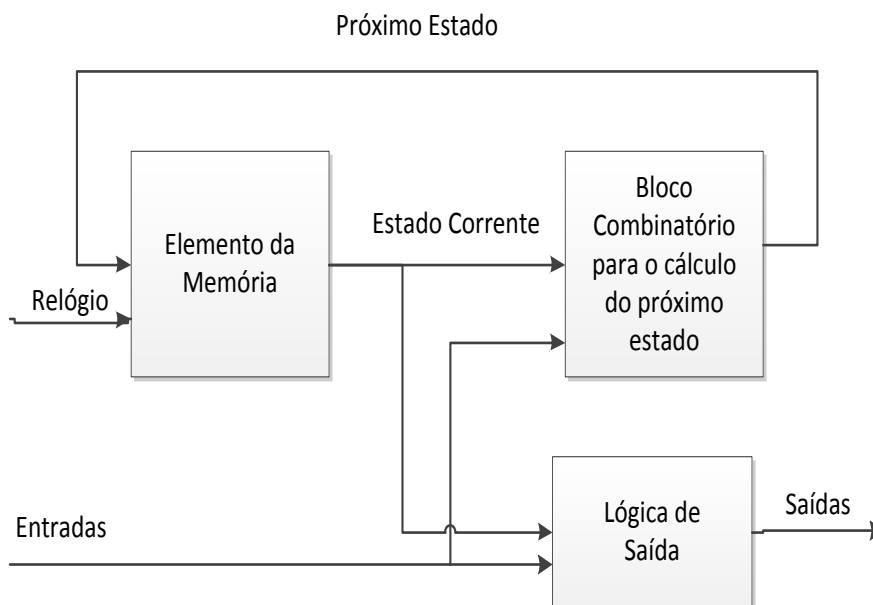 Próximo Estado
Elemento da
Memória
Estado Corrente
Bloco
Combinatório
para o cálculo
do próximo
estado
Relógio
Entradas
Lógica de
Saída
Saídas